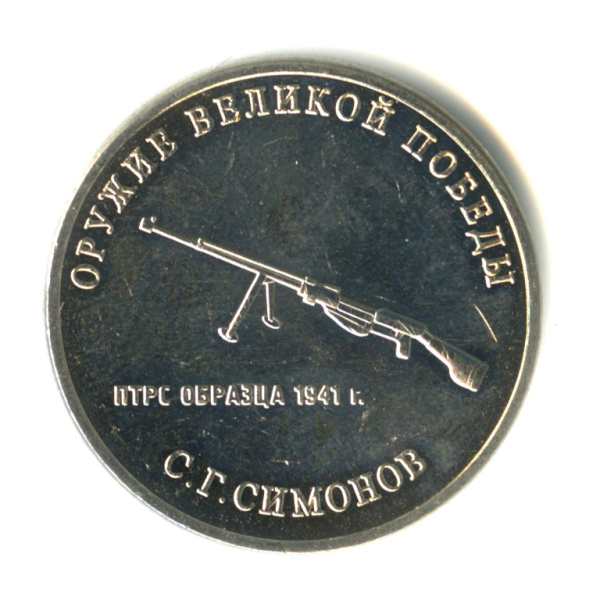 ОРУЖИЕ ВЕЛИКОЙ ПОБЕДЫ
ПТРС ОБРАЗЦА 1941 г.
С.Г. СИМОНОВ